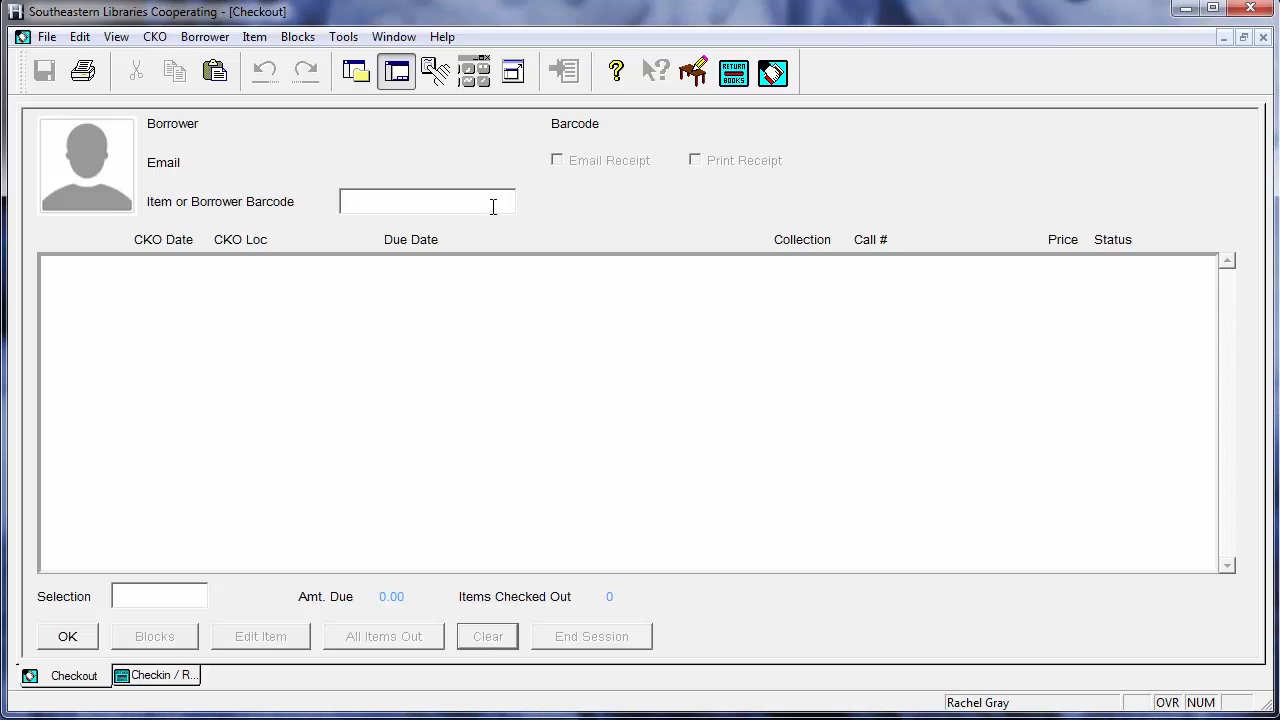 Southeastern Libraries Cooperating - [Checkout]
File Edit View CKO Borrower Item Blocks Tools Window Help
RETURN BOOKS
Borrower Barcode
Email Email Receipt Print Receipt
Item or Borrower Barcode
CKO Date CKO Loc Due Date Collection Call # Price Status
Selection Amt. Due 0.00 Items Checked Out 0
OK Blocks Edit Item All Items Out Clear End Session
Checkout Checkin / R...
Rachel Gray OVR NUM